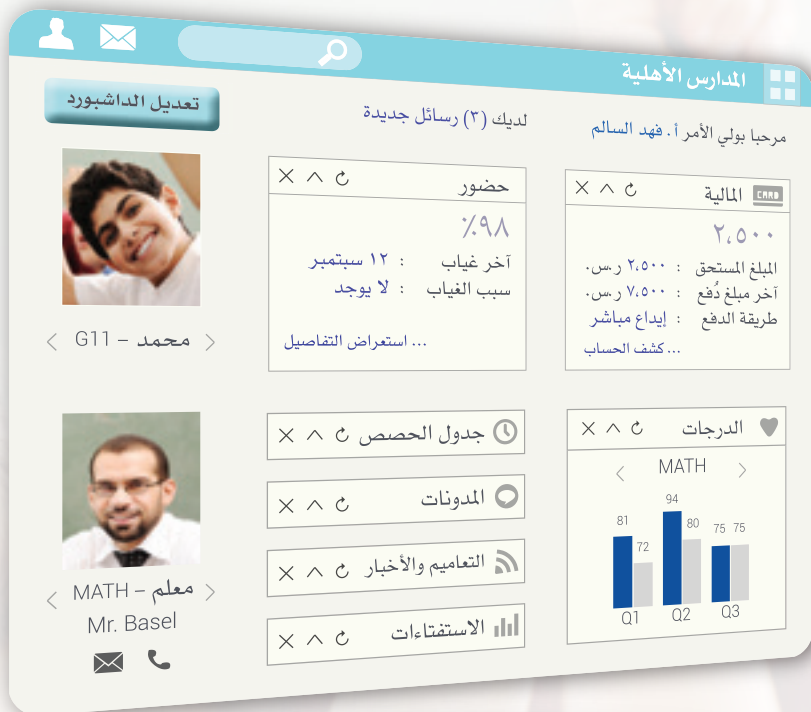 المدارس الأهلية
مرحبا بولي الأمر أ. فهد السالم
لديك (٣) رسائل جديدة
تعديل الداشبورد
المالية
CARD
٢,٥٠٠
المبلغ المستحق : ٢,٥٠٠ ر.س.
آخر مبلغ دُفع : ٧,٥٠٠ ر.س.
طريقة الدفع : إيداع مباشر
... كشف الحساب
حضور
٩٨٪
آخر غياب : ١٢ سبتمبر
سبب الغياب : لا يوجد
... استعراض التفاصيل
محمد – G11
الدرجات
MATH
81 72 94 80 75 75
Q1 Q2 Q3
جدول الحصص
المدونات
التعاميم والأخبار
الاستفتاءات
معلم – MATH
Mr. Basel